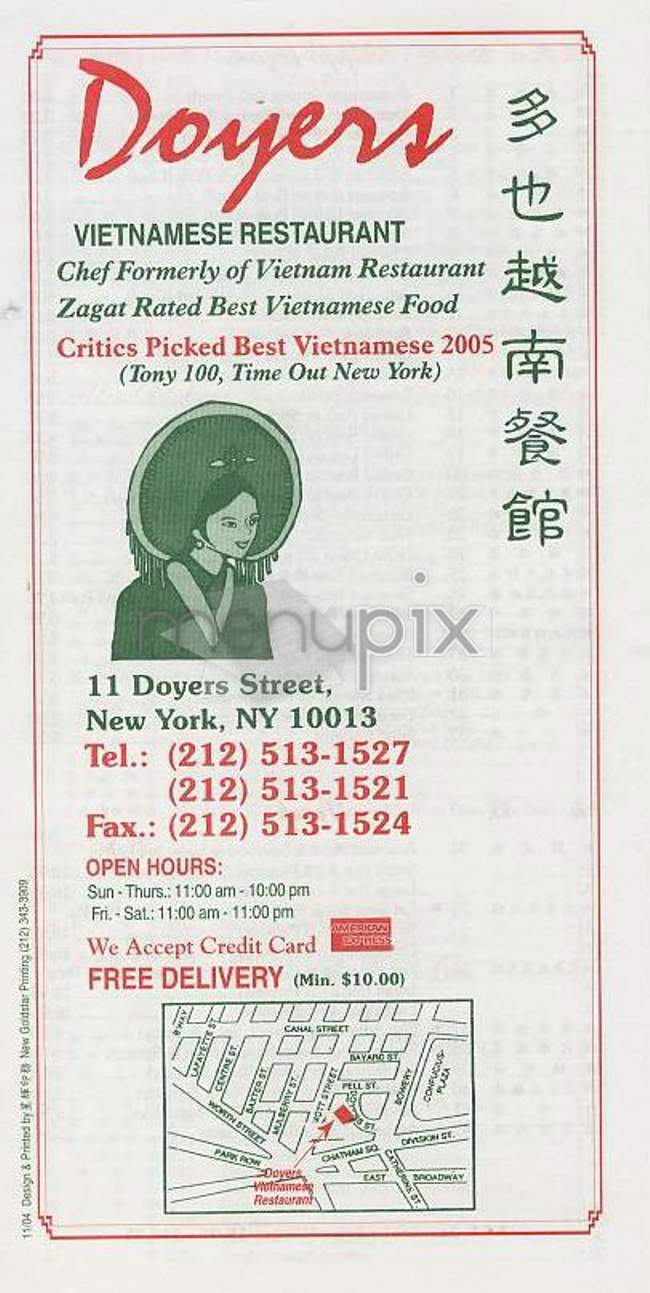 Doyers
多也越南餐館
VIETNAMESE RESTAURANT
Chef Formerly of Vietnam Restaurant
Zagat Rated Best Vietnamese Food
Critics Picked Best Vietnamese 2005
(Tony 100, Time Out New York)
menupix
11 Doyers Street,
New York, NY 10013
Tel.: (212) 513-1527
(212) 513-1521
Fax.: (212) 513-1524
OPEN HOURS:
Sun - Thurs.: 11:00 am - 10:00 pm
Fri. - Sat.: 11:00 am - 11:00 pm
We Accept Credit Card
AMERICAN EXPRESS
FREE DELIVERY (Min. $10.00)
B'WAY
LAFAYETTE ST.
CENTRE ST.
CANAL STREET
BAXTER ST.
MULBERRY ST.
MOTT STREET
BAYARD ST.
PELL ST.
BOWERY
CONFUCIUS PLAZA
WORTH STREET
PARK ROW
CHATHAM SQ.
DIVISION ST.
CATHERINE ST.
EAST BROADWAY
Doyers
Vietnamese
Restaurant
11/04 Design & Printed by New Goldstar Printing (212) 343-3909